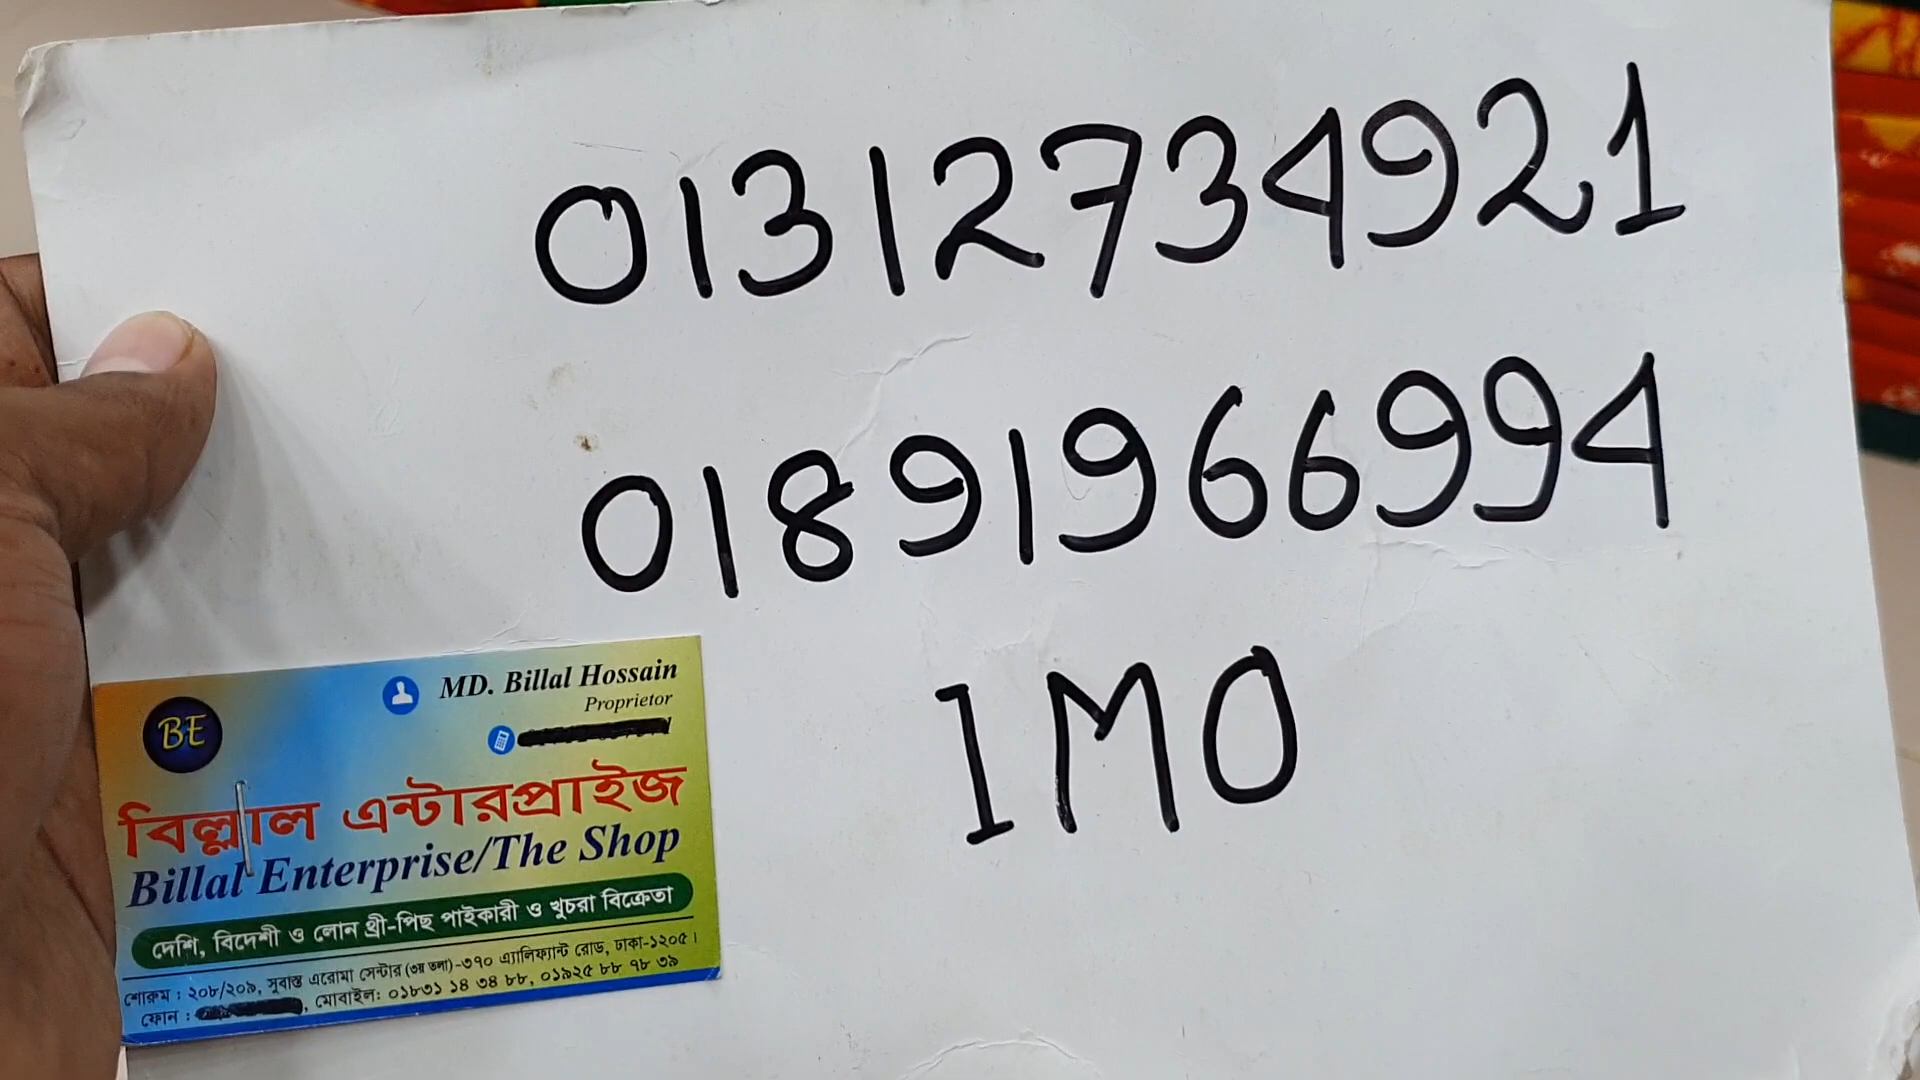 01312734921
01891966994
IMO
BE
MD. Billal Hossain
Proprietor
বিল্লাল এন্টারপ্রাইজ
Billal Enterprise/The Shop
দেশি, বিদেশী ও লোন থ্রী-পিছ পাইকারী ও খুচরা বিক্রেতা
শোরুম : ২০৮/২০৯, সুবাস্ত এরোমা সেন্টার (৩য় তলা)-৩৭০ এ্যালিফ্যান্ট রোড, ঢাকা-১২০৫।
ফোন : , মোবাইল: ০১৮৩১ ১৪ ৩৪ ৮৮, ০১৯২৫ ৮৮ ৭৮ ৩৯